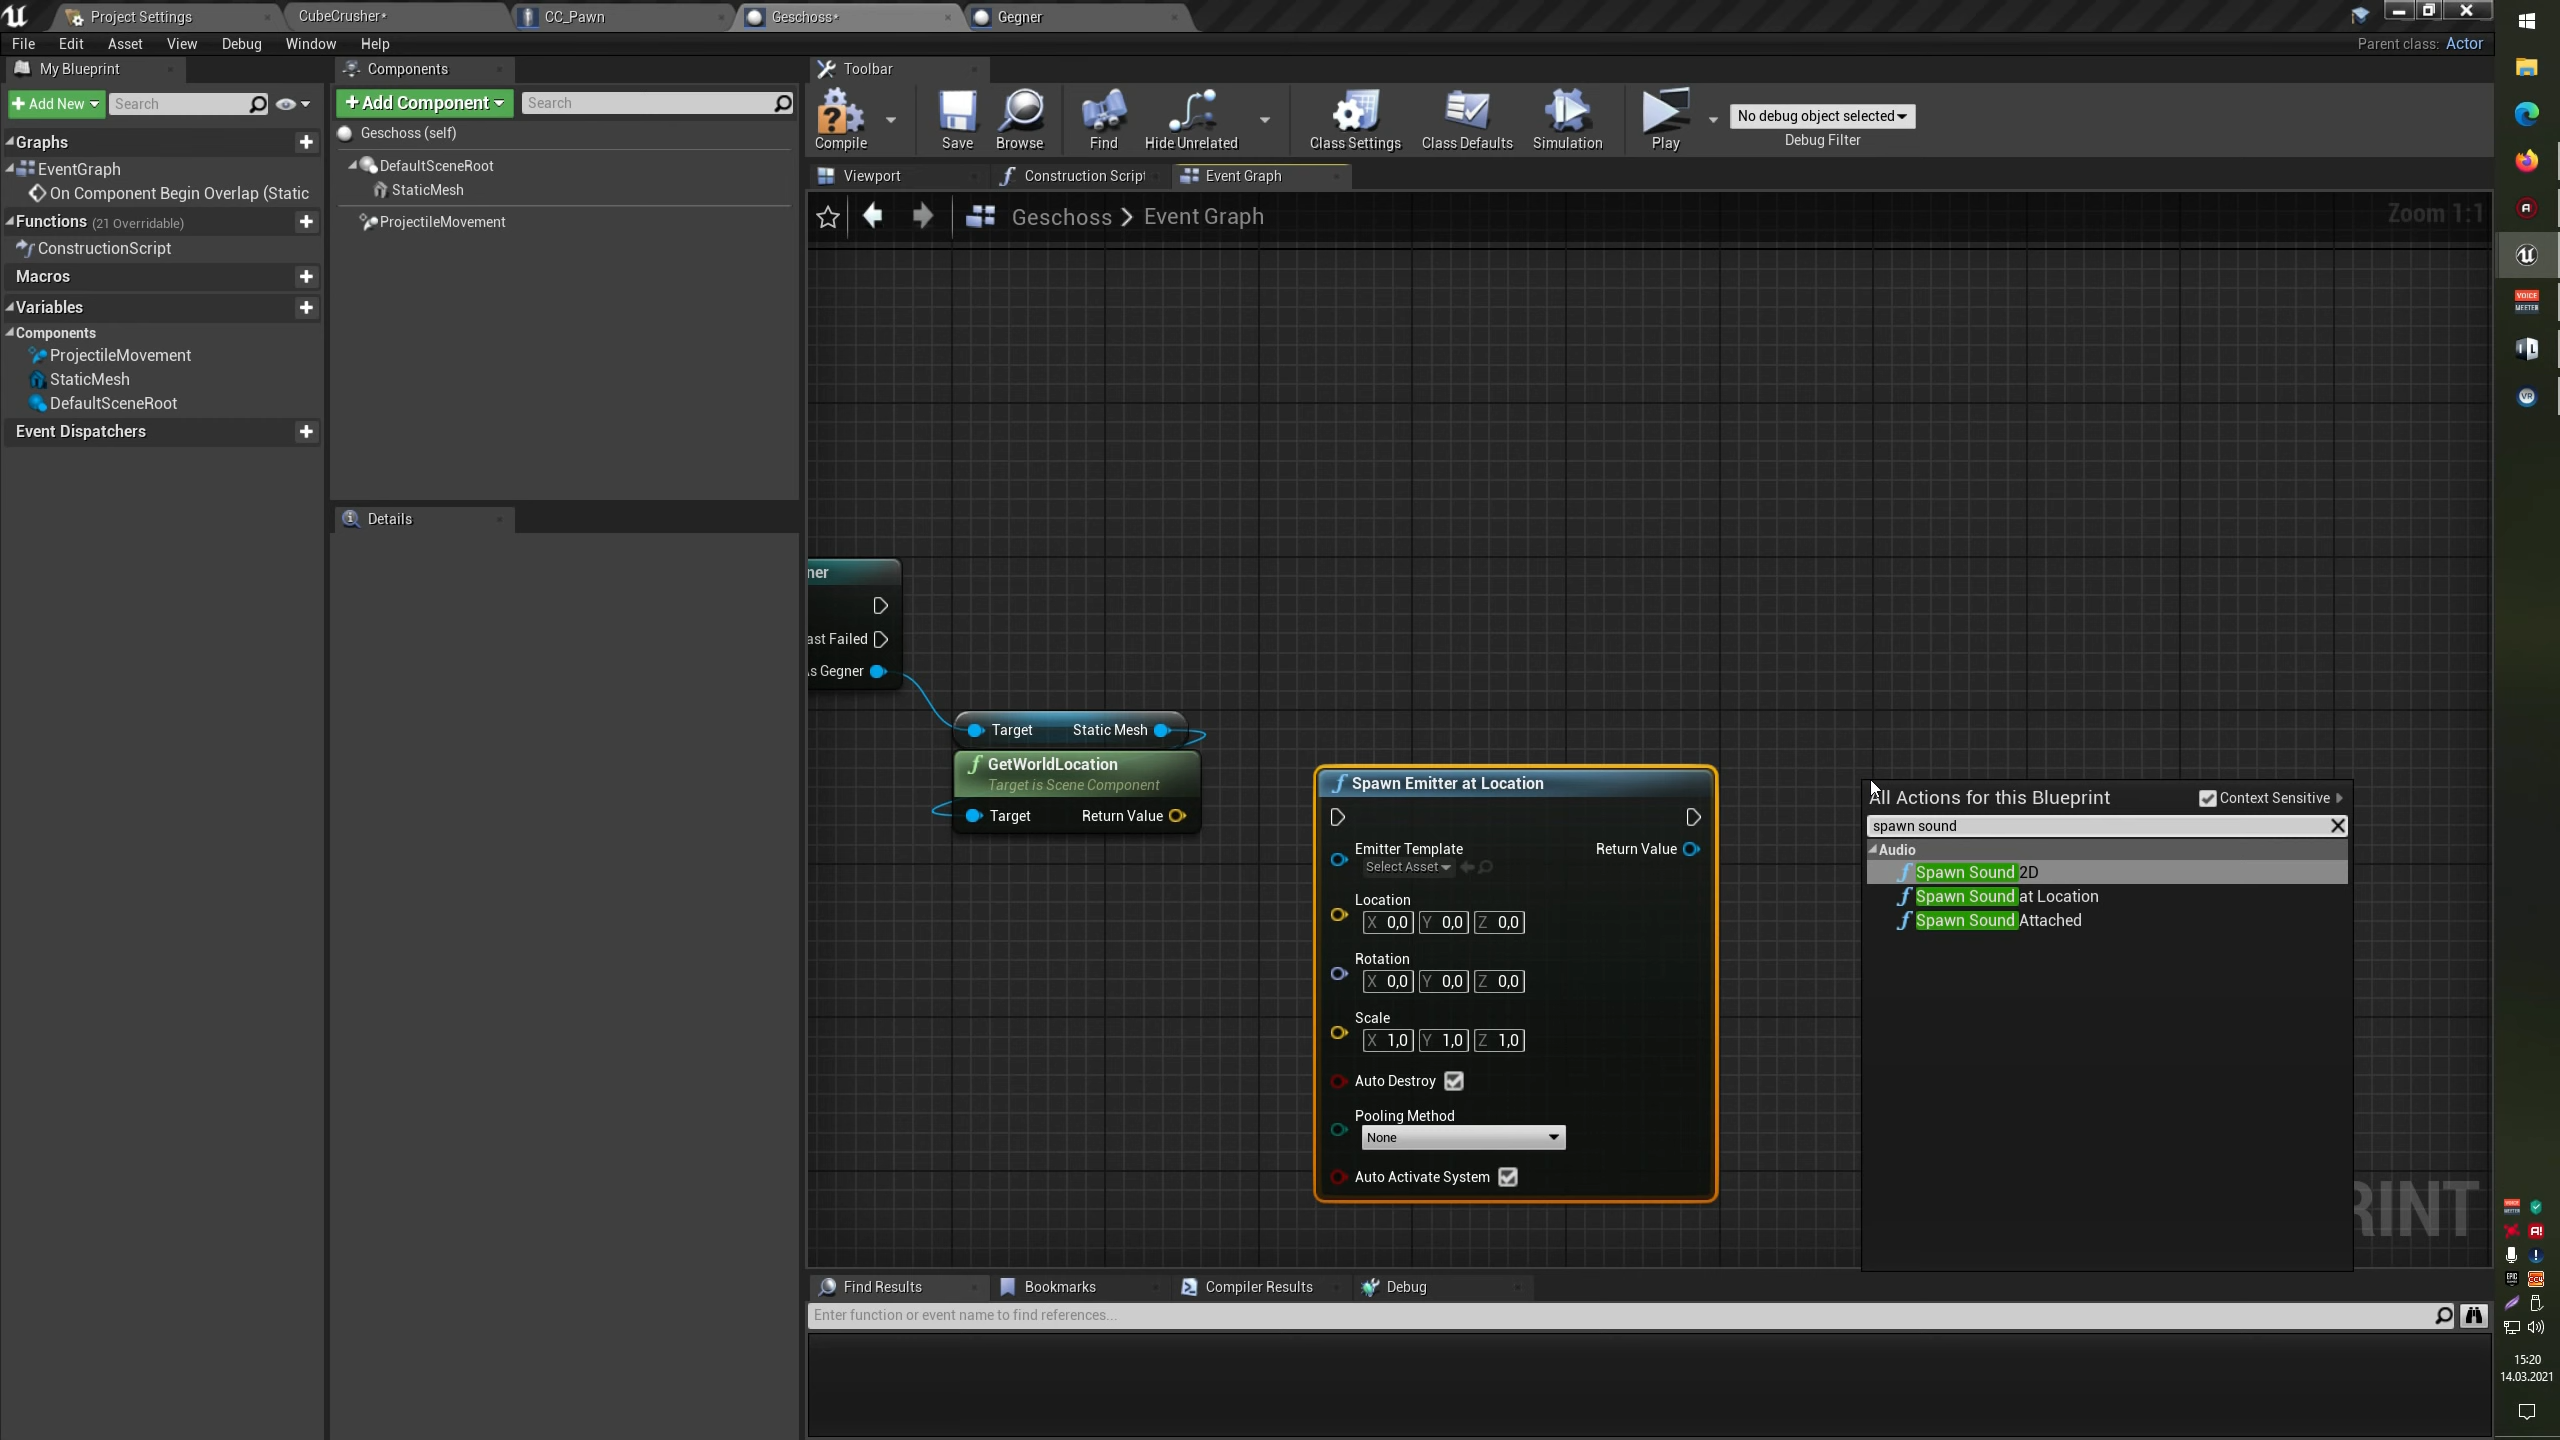 Project Settings
CubeCrusher*
CC_Pawn
Geschoss*
Gegner
File Edit Asset View Debug Window Help
Parent class: Actor
My Blueprint
Components
Toolbar
Add New
Search
Add Component
Search
Geschoss (self)
DefaultSceneRoot
StaticMesh
ProjectileMovement
Graphs
EventGraph
On Component Begin Overlap (Static
Functions (21 Overridable)
ConstructionScript
Macros
Variables
Components
ProjectileMovement
StaticMesh
DefaultSceneRoot
Event Dispatchers
Details
Compile
Save
Browse
Find
Hide Unrelated
Class Settings
Class Defaults
Simulation
Play
No debug object selected
Debug Filter
Viewport
Construction Scrip
Event Graph
Geschoss > Event Graph
Zoom 1:1
ner
ast Failed
s Gegner
Target Static Mesh
GetWorldLocation
Target is Scene Component
Target Return Value
Spawn Emitter at Location
Emitter Template
Return Value
Select Asset
Location
X 0,0 Y 0,0 Z 0,0
Rotation
X 0,0 Y 0,0 Z 0,0
Scale
X 1,0 Y 1,0 Z 1,0
Auto Destroy
Pooling Method
None
Auto Activate System
All Actions for this Blueprint
Context Sensitive
spawn sound
Audio
Spawn Sound 2D
Spawn Sound at Location
Spawn Sound Attached
RINT
Find Results
Bookmarks
Compiler Results
Debug
Enter function or event name to find references...
VOICE
MEETER
VR
15:20
14.03.2021